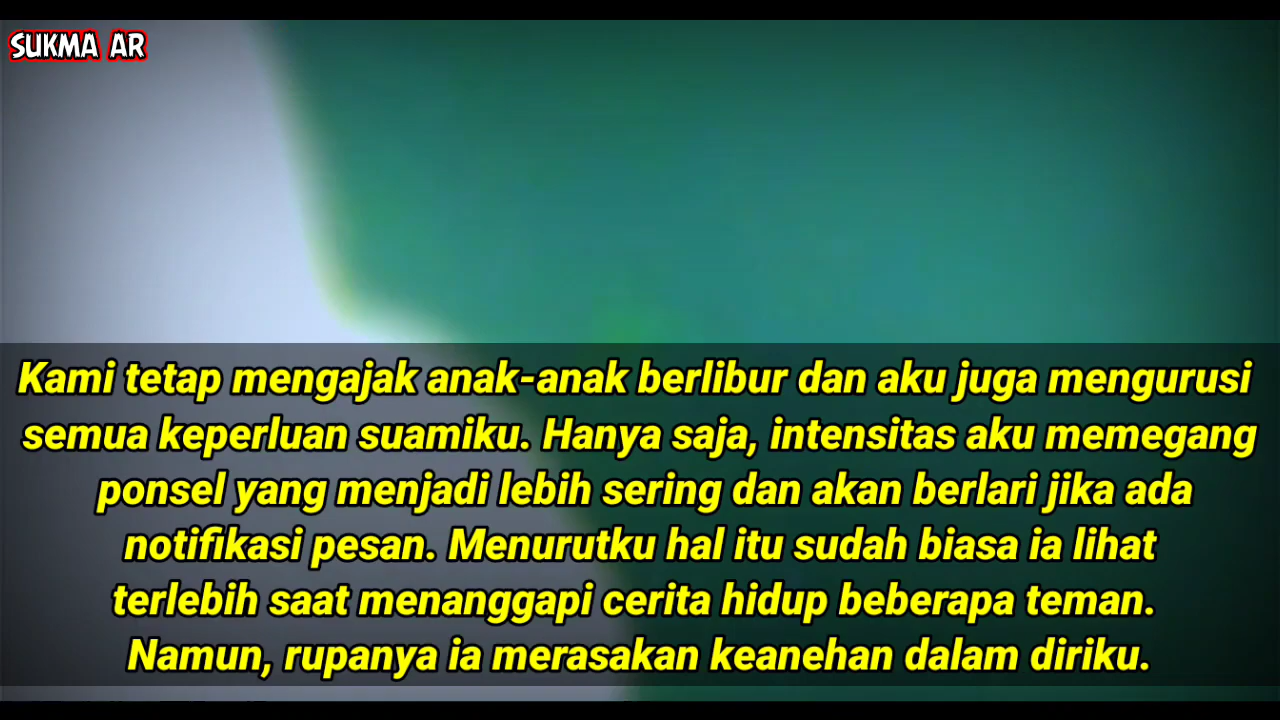 SUKMA AR
Kami tetap mengajak anak-anak berlibur dan aku juga mengurusi
semua keperluan suamiku. Hanya saja, intensitas aku memegang
ponsel yang menjadi lebih sering dan akan berlari jika ada
notifikasi pesan. Menurutku hal itu sudah biasa ia lihat
terlebih saat menanggapi cerita hidup beberapa teman.
Namun, rupanya ia merasakan keanehan dalam diriku.